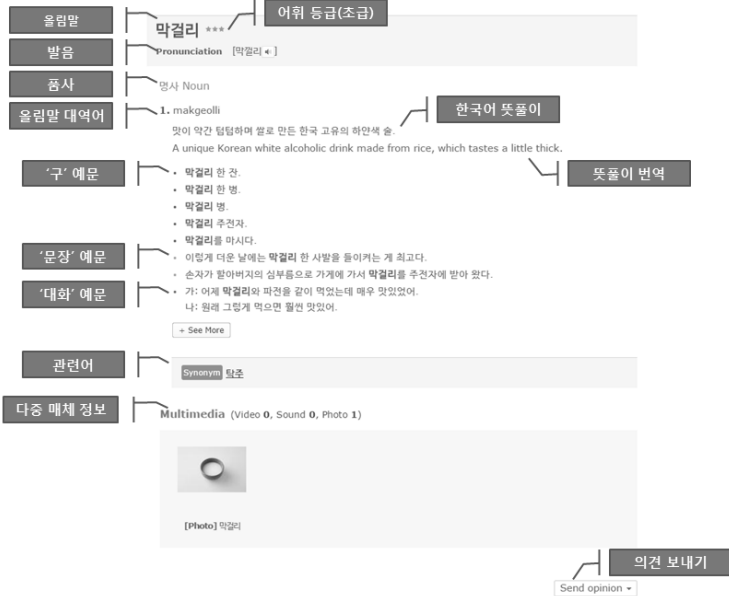 올림말
어휘 등급(초급)
막걸리 ***
발음
Pronunciation [막껄리]
품사
명사 Noun
올림말 대역어
1. makgeolli
한국어 뜻풀이
맛이 약간 텁텁하며 쌀로 만든 한국 고유의 하얀색 술.
A unique Korean white alcoholic drink made from rice, which tastes a little thick.
'구' 예문
뜻풀이 번역
• 막걸리 한 잔.
• 막걸리 한 병.
• 막걸리 병.
• 막걸리 주전자.
• 막걸리를 마시다.
'문장' 예문
• 이렇게 더운 날에는 막걸리 한 사발을 들이켜는 게 최고다.
• 손자가 할아버지의 심부름으로 가게에 가서 막걸리를 주전자에 받아 왔다.
'대화' 예문
• 가: 어제 막걸리와 파전을 같이 먹었는데 매우 맛있었어.
나: 원래 그렇게 먹으면 훨씬 맛있어.
+ See More
관련어
Synonym 탁주
다중 매체 정보
Multimedia (Video 0, Sound 0, Photo 1)
[Photo] 막걸리
의견 보내기
Send opinion